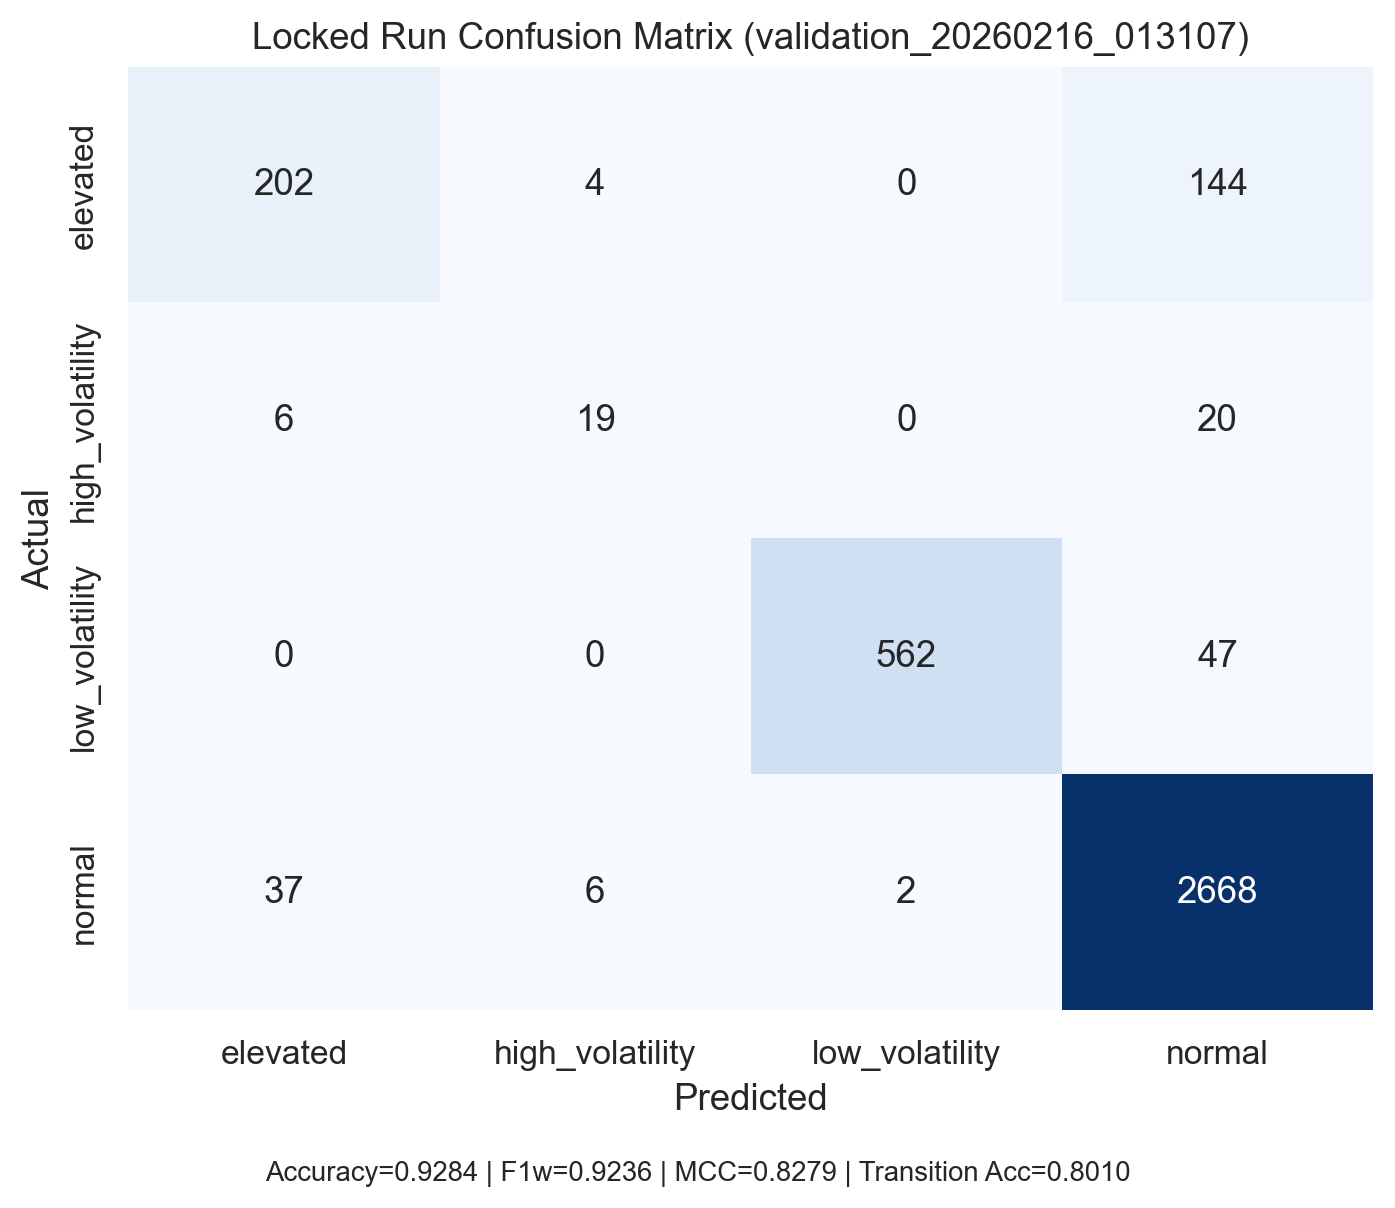 Locked Run Confusion Matrix (validation_20260216_013107)
Actual
elevated
202 4 0 144
high_volatility
6 19 0 20
low_volatility
0 0 562 47
normal
37 6 2 2668
elevated high_volatility low_volatility normal
Predicted
Accuracy=0.9284 | F1w=0.9236 | MCC=0.8279 | Transition Acc=0.8010